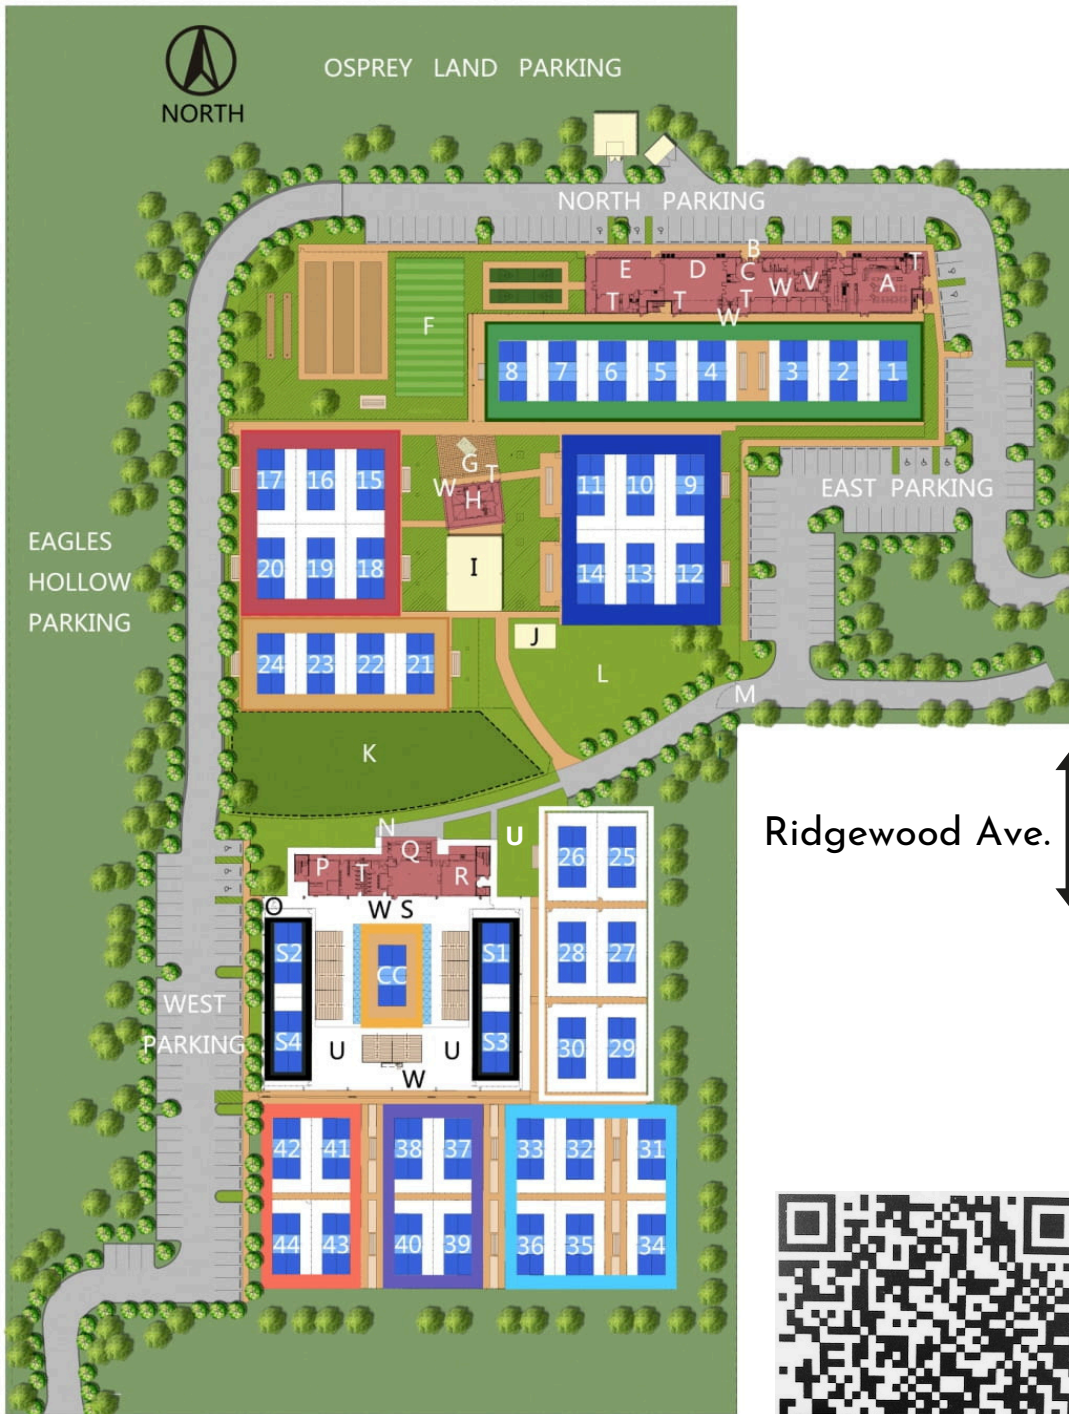 NORTH
OSPREY LAND PARKING
NORTH PARKING
B
E
D
C
W
V
A
T
T
T
T
W
F
8
7
6
5
4
3
2
1
17
16
15
G
T
W
H
11
10
9
EAST PARKING
EAGLES
HOLLOW
PARKING
20
19
18
I
14
13
12
J
24
23
22
21
L
M
K
Ridgewood Ave.
N
Q
U
P
T
R
26
25
O
W
S
S2
CC
S1
28
27
WEST
PARKING
S4
U
U
S3
W
30
29
42
41
38
37
33
32
31
44
43
40
39
36
35
34